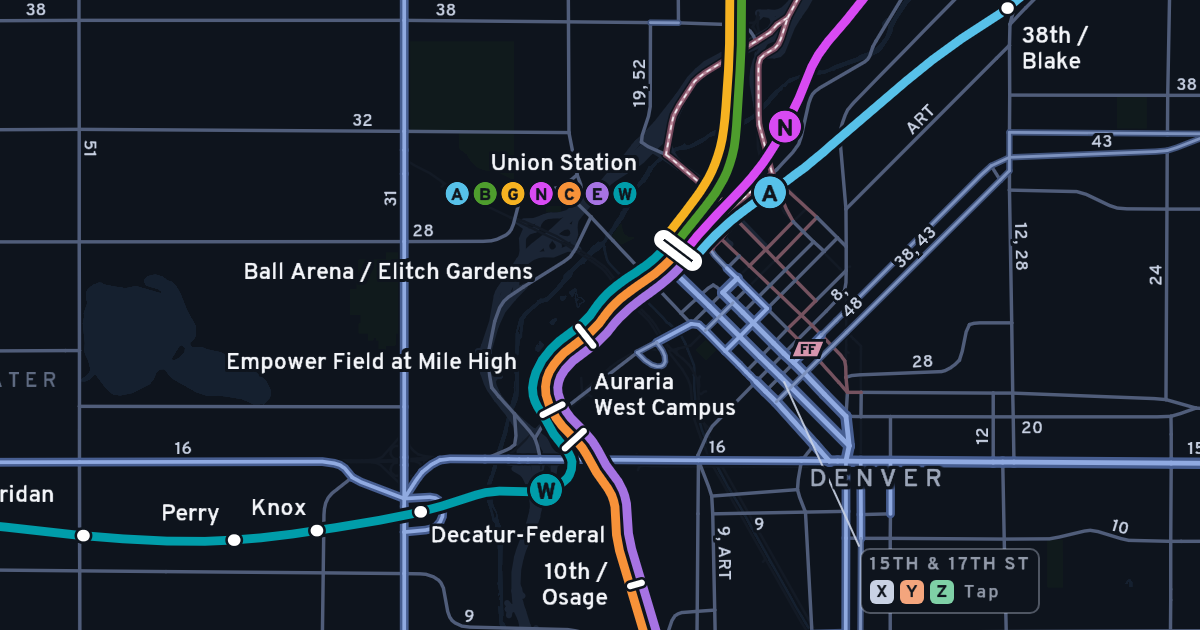 38
38
38th /
Blake
19, 52
38
32
51
ART
43
N
Union Station
A B G N C E W
A
31
28
38, 43
12, 28
24
Ball Arena / Elitch Gardens
8,
48
FF
Empower Field at Mile High
28
ATER
Auraria
West Campus
16
16
12
20
15
DENVER
W
ridan
Perry
Knox
Decatur-Federal
9
10
9, ART
10th /
Osage
9
15TH & 17TH ST
X Y Z Tap